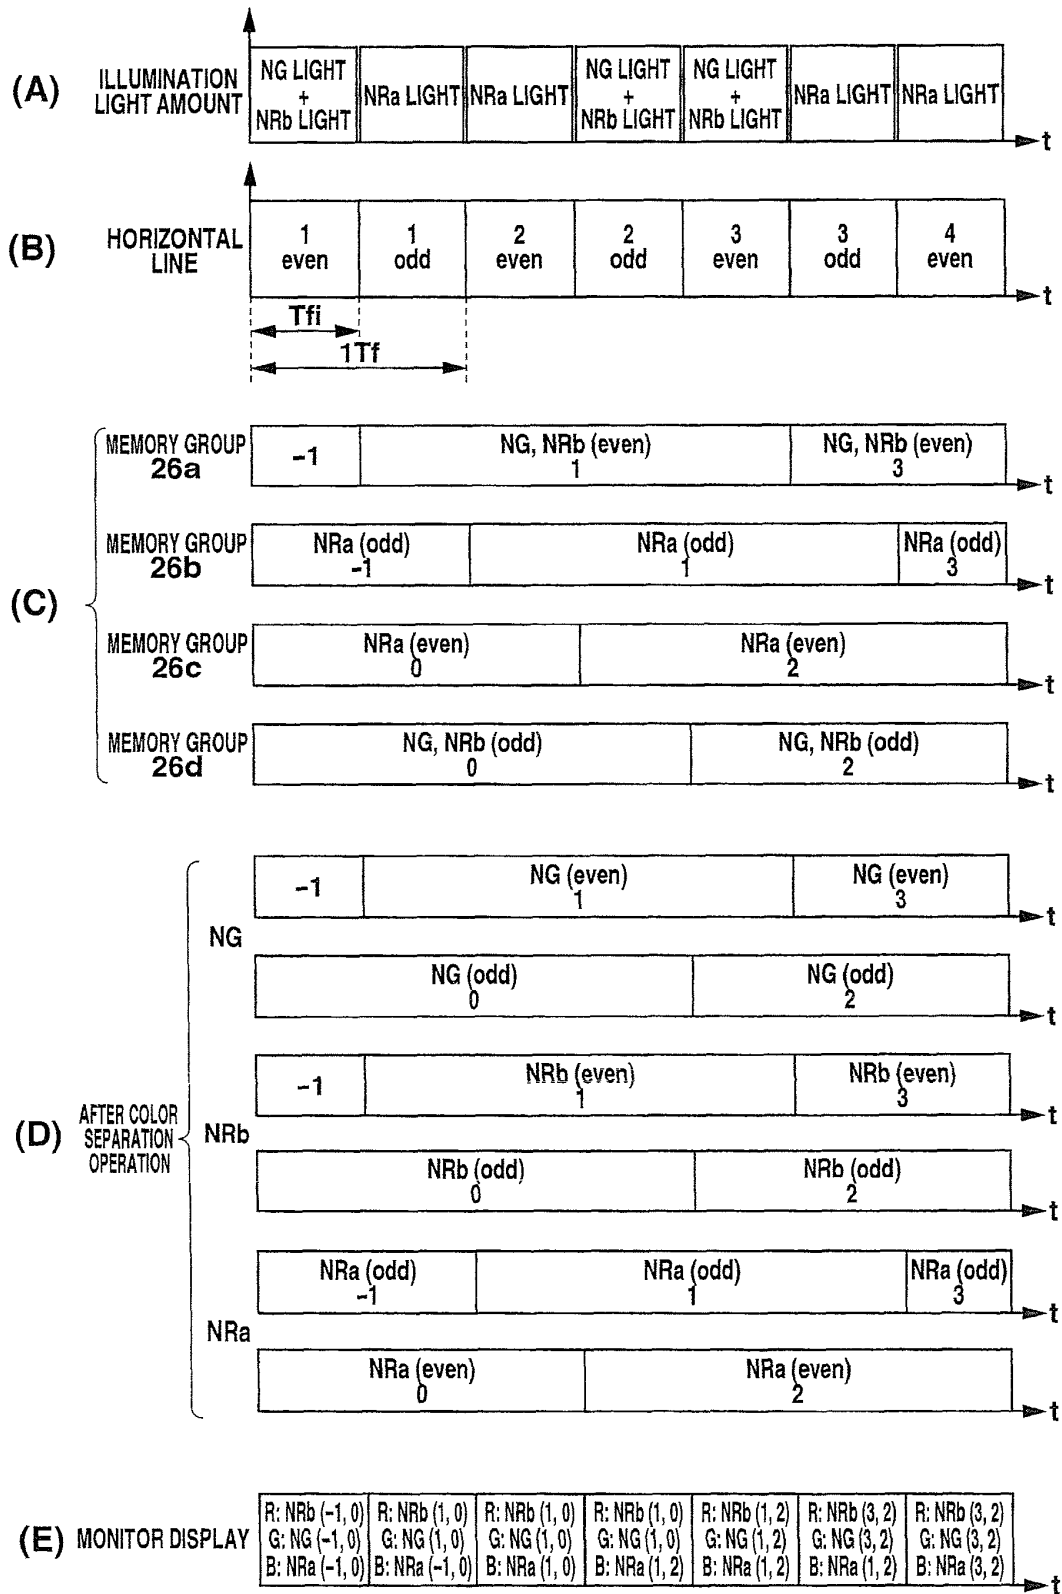 (A)
ILLUMINATION
LIGHT AMOUNT
NG LIGHT
+
NRb LIGHT
NRa LIGHT
NRa LIGHT
NG LIGHT
+
NRb LIGHT
NG LIGHT
+
NRb LIGHT
NRa LIGHT
NRa LIGHT
t
(B)
HORIZONTAL
LINE
1
even
1
odd
2
even
2
odd
3
even
3
odd
4
even
t
Tfi
1Tf
(C)
MEMORY GROUP
26a
-1
NG, NRb (even)
1
NG, NRb (even)
3
t
MEMORY GROUP
26b
NRa (odd)
-1
NRa (odd)
1
NRa (odd)
3
t
MEMORY GROUP
26c
NRa (even)
0
NRa (even)
2
t
MEMORY GROUP
26d
NG, NRb (odd)
0
NG, NRb (odd)
2
t
(D)
AFTER COLOR
SEPARATION
OPERATION
NG
-1
NG (even)
1
NG (even)
3
t
NG (odd)
0
NG (odd)
2
t
NRb
-1
NRb (even)
1
NRb (even)
3
t
NRb (odd)
0
NRb (odd)
2
t
NRa
NRa (odd)
-1
NRa (odd)
1
NRa (odd)
3
t
NRa (even)
0
NRa (even)
2
t
(E)
MONITOR DISPLAY
R: NRb (-1, 0)
G: NG (-1, 0)
B: NRa (-1, 0)
R: NRb (1, 0)
G: NG (1, 0)
B: NRa (-1, 0)
R: NRb (1, 0)
G: NG (1, 0)
B: NRa (1, 0)
R: NRb (1, 0)
G: NG (1, 0)
B: NRa (1, 2)
R: NRb (1, 2)
G: NG (1, 2)
B: NRa (1, 2)
R: NRb (3, 2)
G: NG (3, 2)
B: NRa (1, 2)
R: NRb (3, 2)
G: NG (3, 2)
B: NRa (3, 2)
t